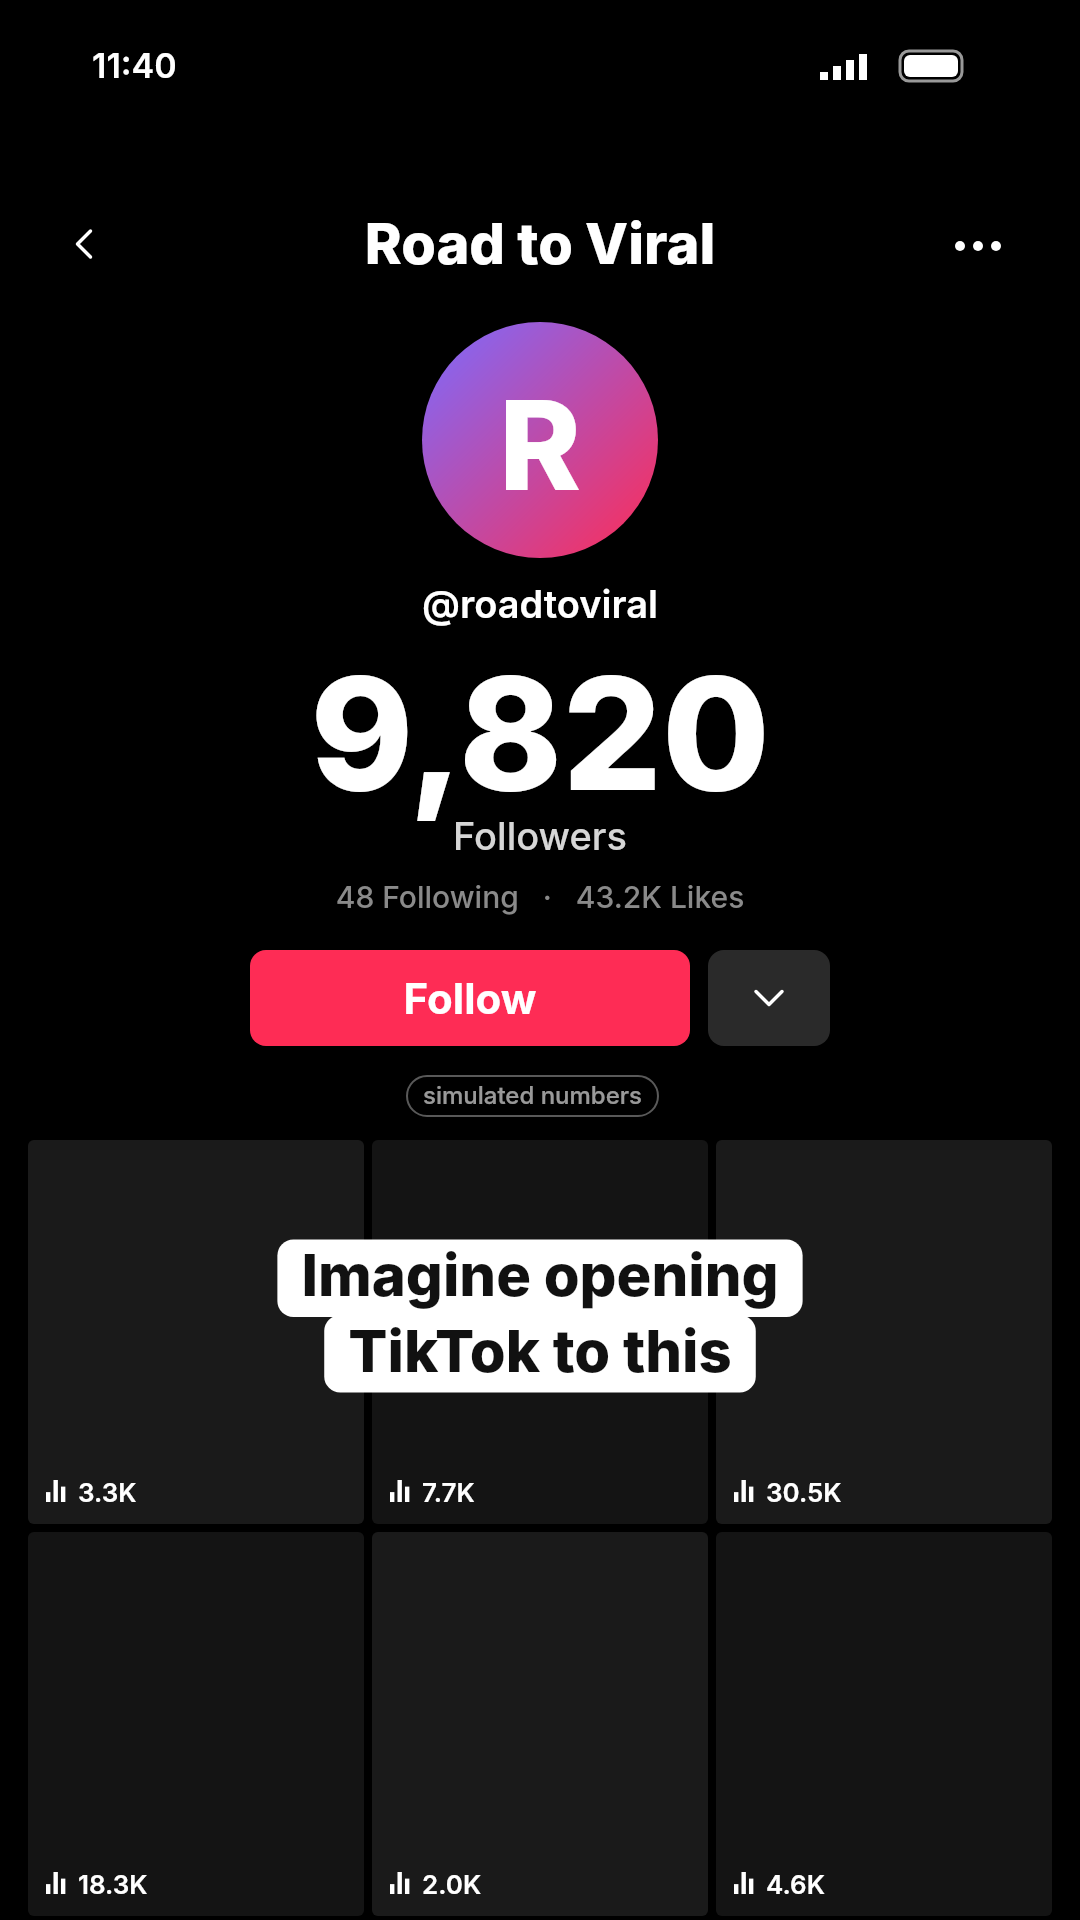 11:40
Road to Viral
R
@roadtoviral
9,820
Followers
48 Following · 43.2K Likes
Follow
simulated numbers
Imagine opening
TikTok to this
3.3K
7.7K
30.5K
18.3K
2.0K
4.6K